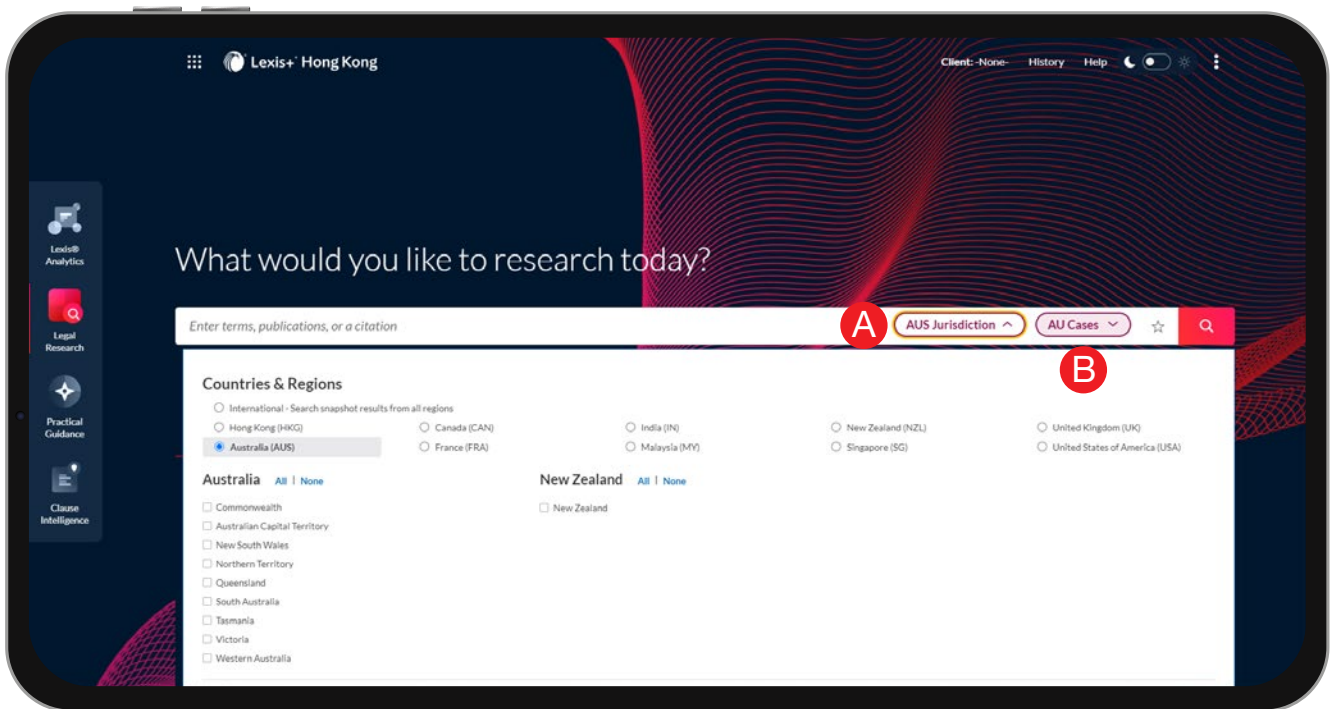 Lexis+ Hong Kong
Client: -None- History Help
Lexis®
Analytics
Legal
Research
Practical
Guidance
Clause
Intelligence
What would you like to research today?
Enter terms, publications, or a citation
A
AUS Jurisdiction
AU Cases
B
Countries & Regions
International - Search snapshot results from all regions
Hong Kong (HKG) Canada (CAN) India (IN) New Zealand (NZL) United Kingdom (UK)
Australia (AUS) France (FRA) Malaysia (MY) Singapore (SG) United States of America (USA)
Australia All | None New Zealand All | None
Commonwealth New Zealand
Australian Capital Territory
New South Wales
Northern Territory
Queensland
South Australia
Tasmania
Victoria
Western Australia